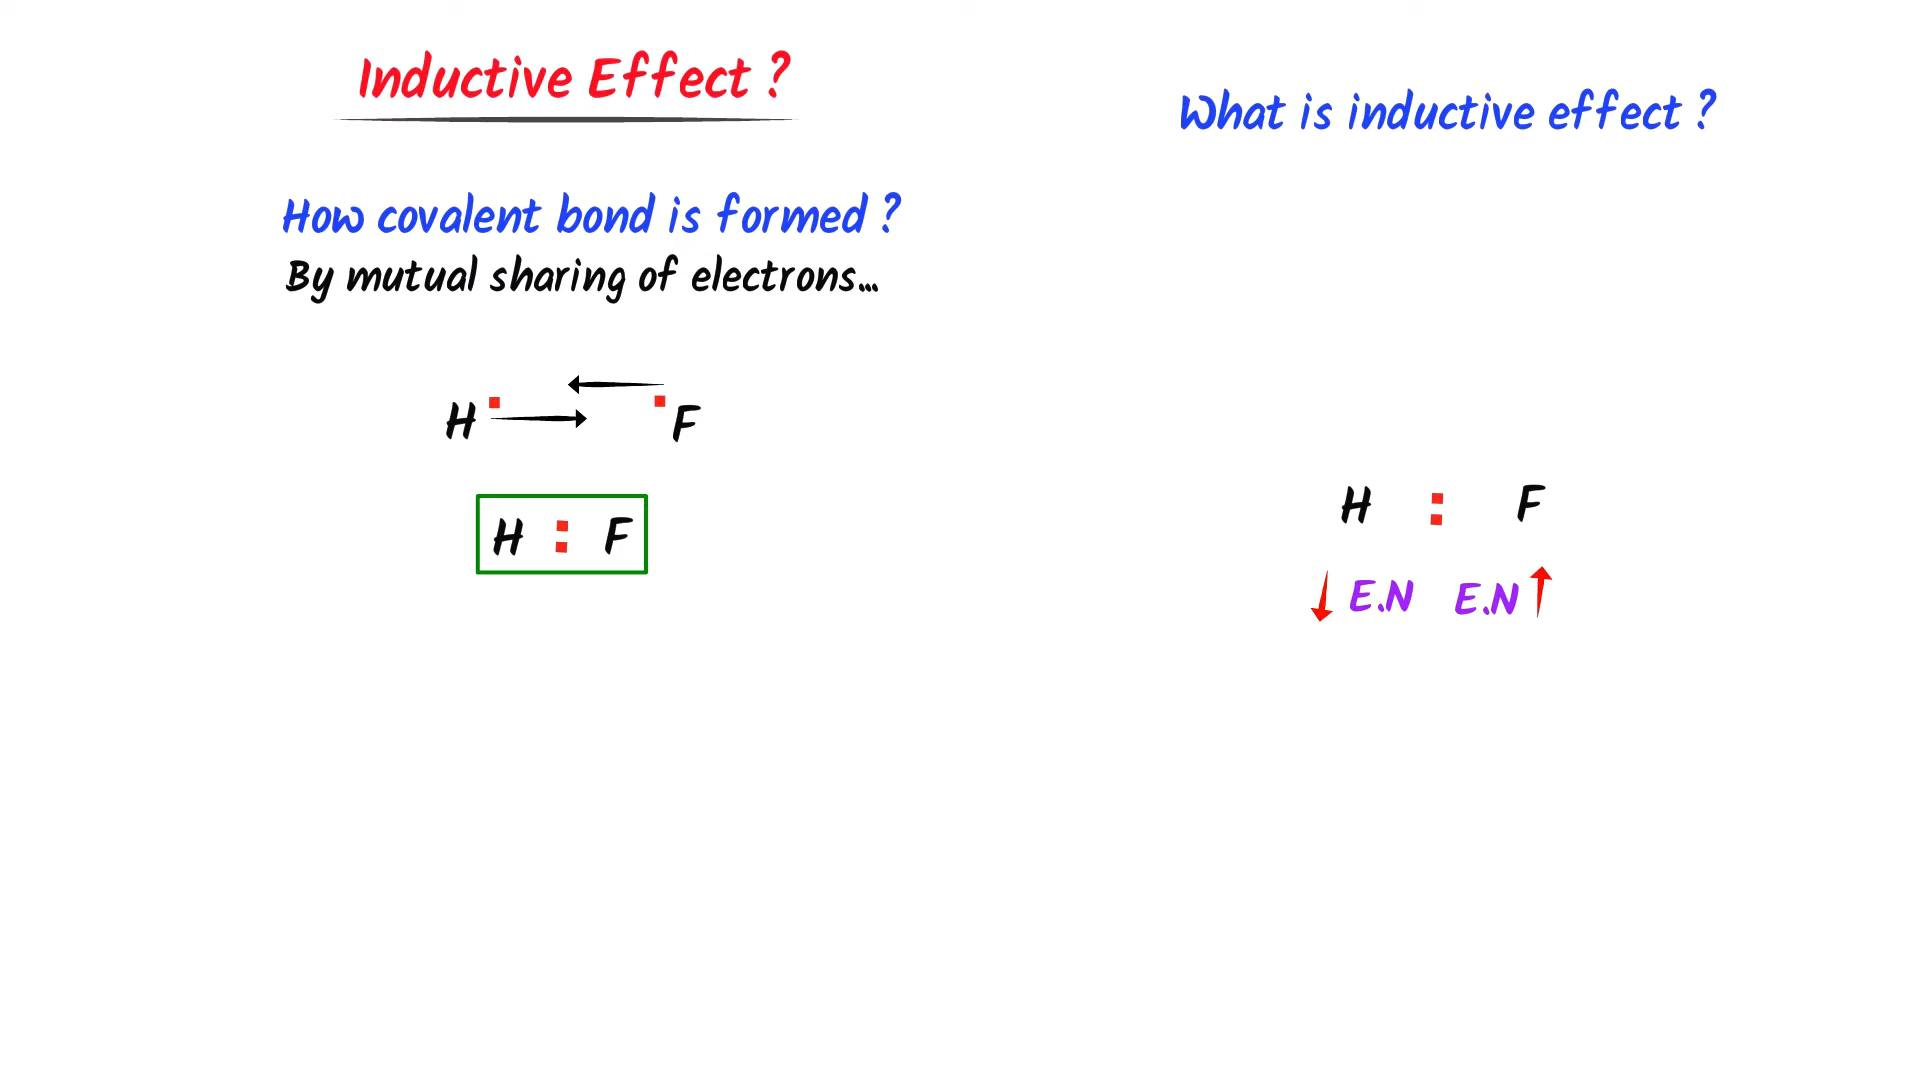 Inductive Effect ?
How covalent bond is formed ?
By mutual sharing of electrons...
H F
H : F
What is inductive effect ?
H : F
↓ E.N E.N ↑